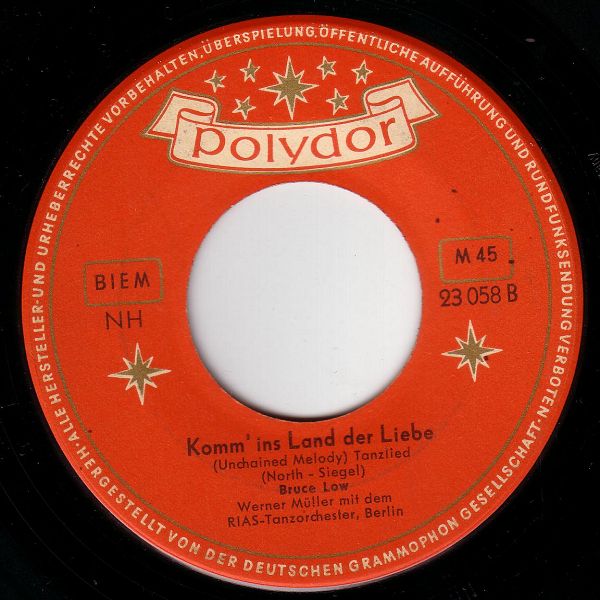 ALLE HERSTELLER- UND URHEBERRECHTE VORBEHALTEN, ÜBERSPIELUNG, ÖFFENTLICHE AUFFÜHRUNG UND RUNDFUNKSENDUNG VERBOTEN·
polydor
BIEM
NH
M 45
23 058 B
Komm' ins Land der Liebe
(Unchained Melody) Tanzlied
(North - Siegel)
Bruce Low
Werner Müller mit dem
RIAS-Tanzorchester, Berlin
HERGESTELLT VON DER DEUTSCHEN GRAMMOPHON GESELLSCHAFT·